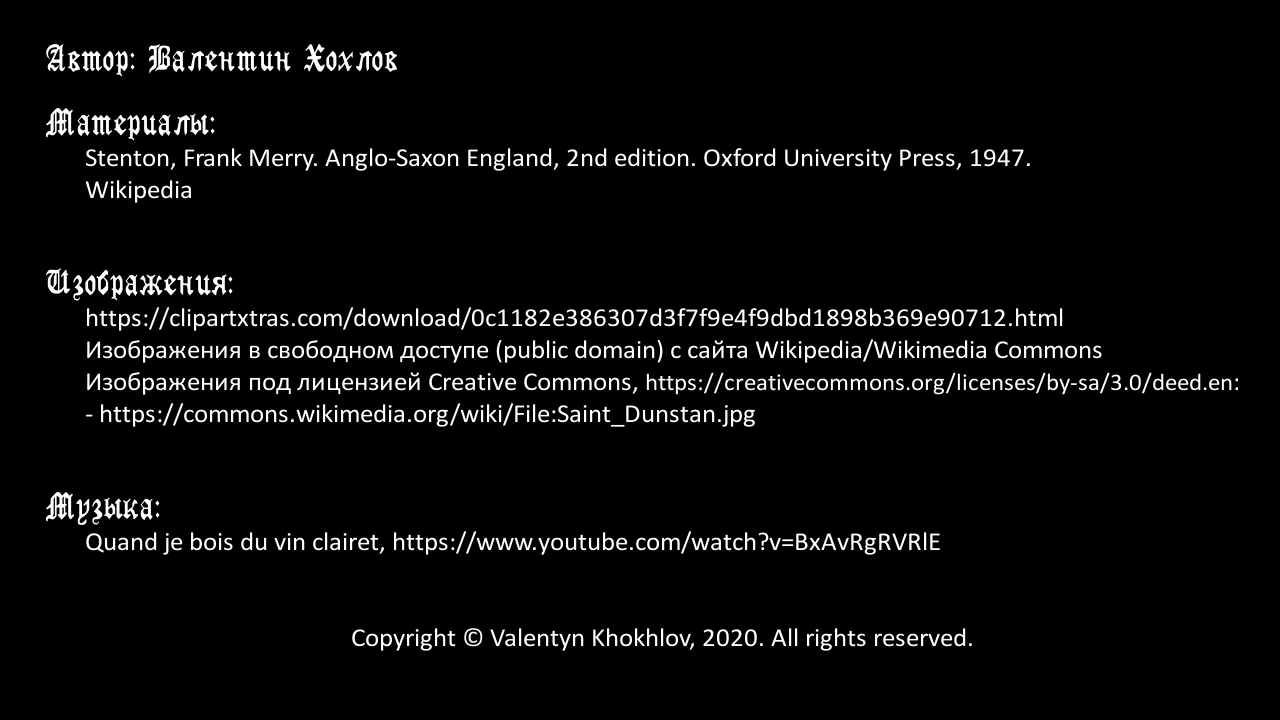 Автор: Валентин Хохлов
Материалы:
Stenton, Frank Merry. Anglo-Saxon England, 2nd edition. Oxford University Press, 1947.
Wikipedia
Изображения:
https://clipartxtras.com/download/0c1182e386307d3f7f9e4f9dbd1898b369e90712.html
Изображения в свободном доступе (public domain) с сайта Wikipedia/Wikimedia Commons
Изображения под лицензией Creative Commons, https://creativecommons.org/licenses/by-sa/3.0/deed.en:
- https://commons.wikimedia.org/wiki/File:Saint_Dunstan.jpg
Музыка:
Quand je bois du vin clairet, https://www.youtube.com/watch?v=BxAvRgRVRlE
Copyright © Valentyn Khokhlov, 2020. All rights reserved.